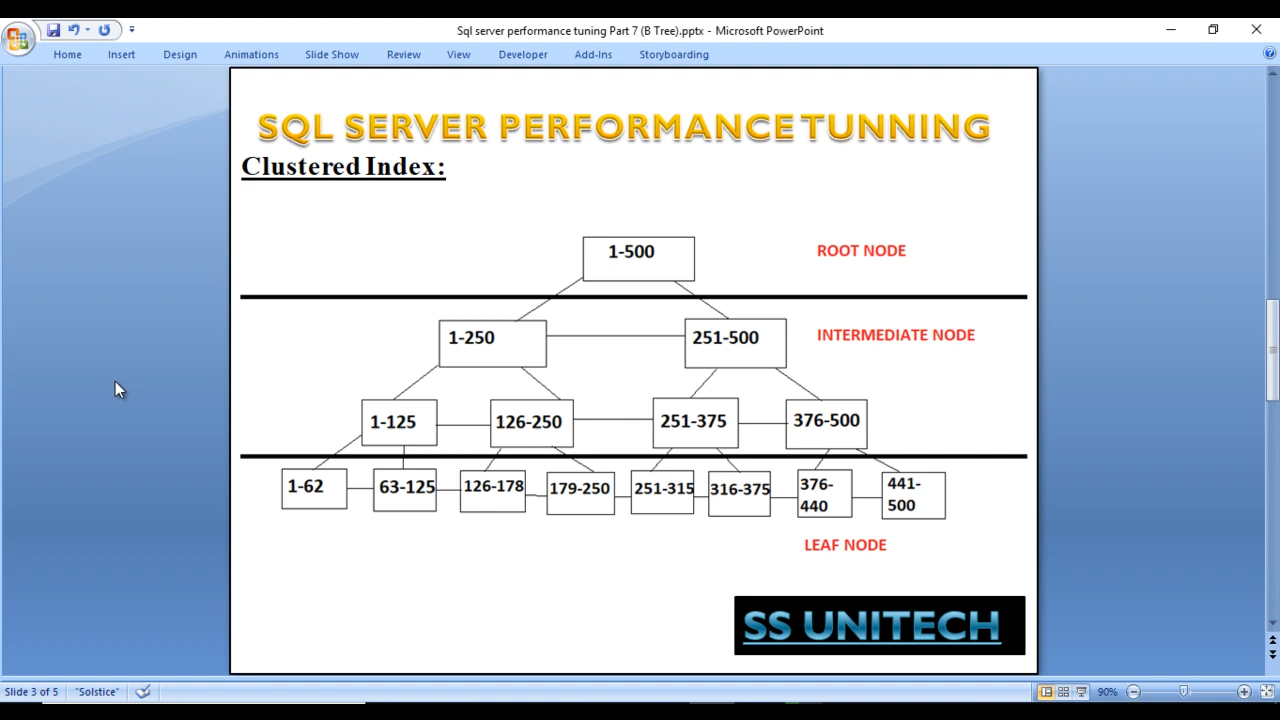 Sql server performance tuning Part 7 (B Tree).pptx - Microsoft PowerPoint
Home Insert Design Animations Slide Show Review View Developer Add-Ins Storyboarding
SQL SERVER PERFORMANCE TUNNING
Clustered Index:
1-500
ROOT NODE
1-250 251-500
INTERMEDIATE NODE
1-125 126-250 251-375 376-500
1-62 63-125 126-178 179-250 251-315 316-375 376-
440 441-
500
LEAF NODE
SS UNITECH
Slide 3 of 5 "Solstice" 90%